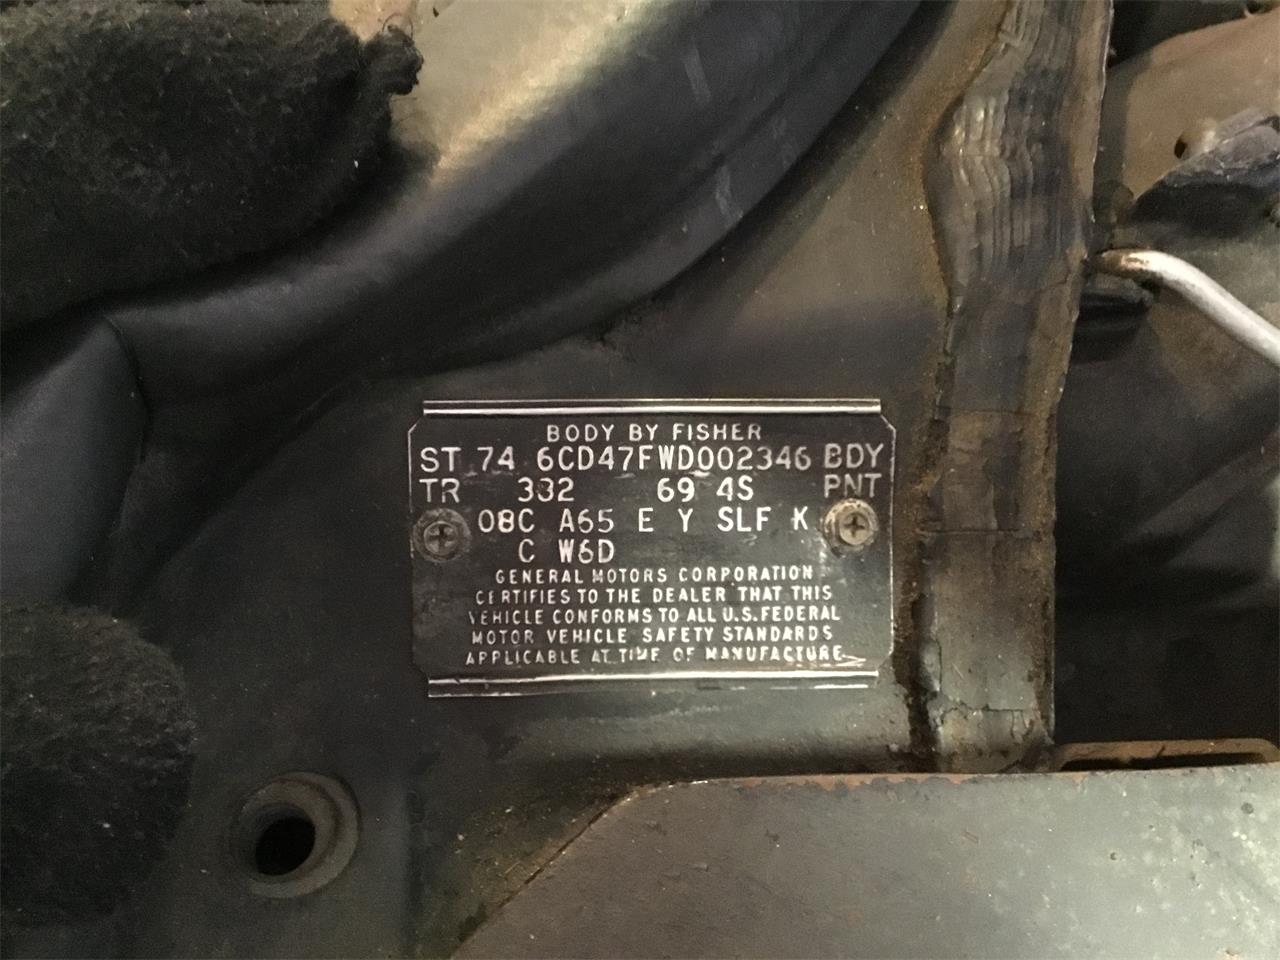 BODY BY FISHER
ST 74 6CD47FWD002346 BDY
TR 332 69 4S PNT
08C A65 E Y SLF K
C W6D
GENERAL MOTORS CORPORATION
CERTIFIES TO THE DEALER THAT THIS
VEHICLE CONFORMS TO ALL U.S. FEDERAL
MOTOR VEHICLE SAFETY STANDARDS
APPLICABLE AT TIME OF MANUFACTURE